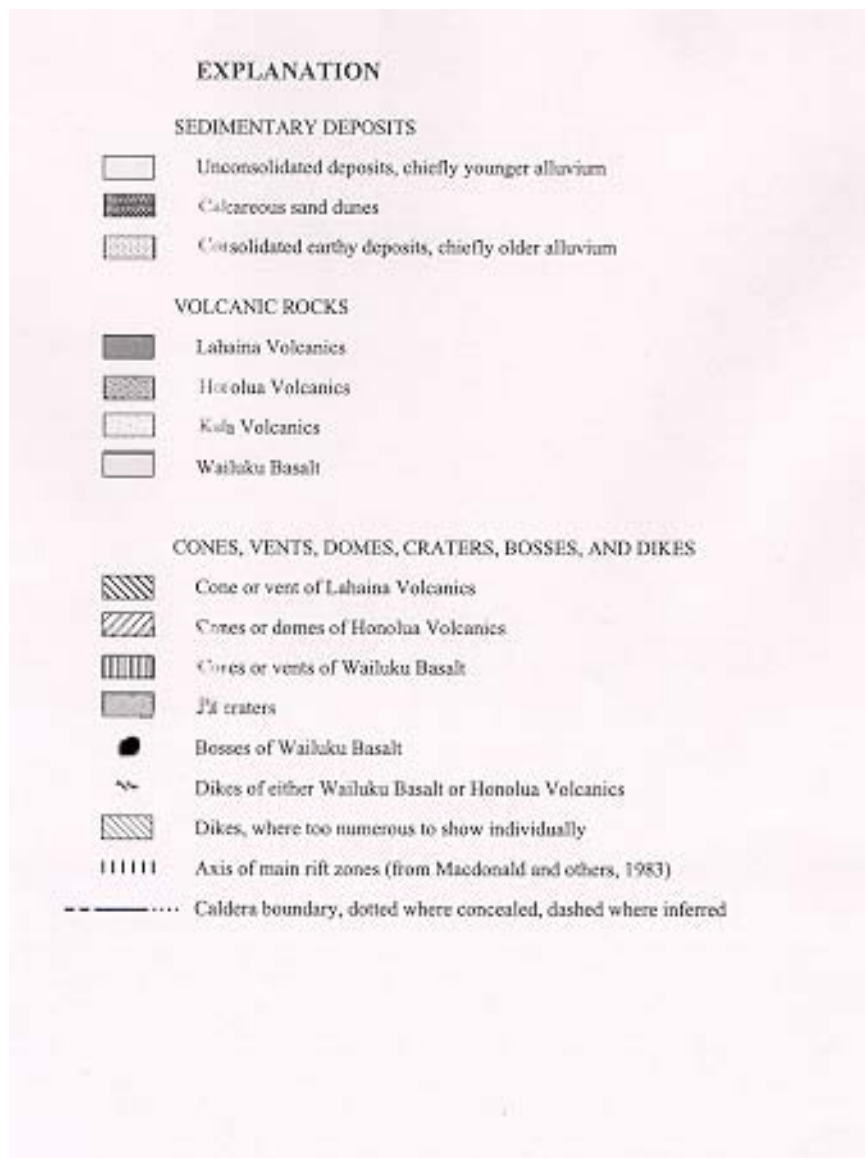 EXPLANATION
SEDIMENTARY DEPOSITS
Unconsolidated deposits, chiefly younger alluvium
Calcareous sand dunes
Consolidated earthy deposits, chiefly older alluvium
VOLCANIC ROCKS
Lahaina Volcanics
Honolua Volcanics
Kula Volcanics
Wailuku Basalt
CONES, VENTS, DOMES, CRATERS, BOSSES, AND DIKES
Cone or vent of Lahaina Volcanics
Cones or domes of Honolua Volcanics
Cones or vents of Wailuku Basalt
Pit craters
Bosses of Wailuku Basalt
Dikes of either Wailuku Basalt or Honolua Volcanics
Dikes, where too numerous to show individually
Axis of main rift zones (from Macdonald and others, 1983)
Caldera boundary, dotted where concealed, dashed where inferred